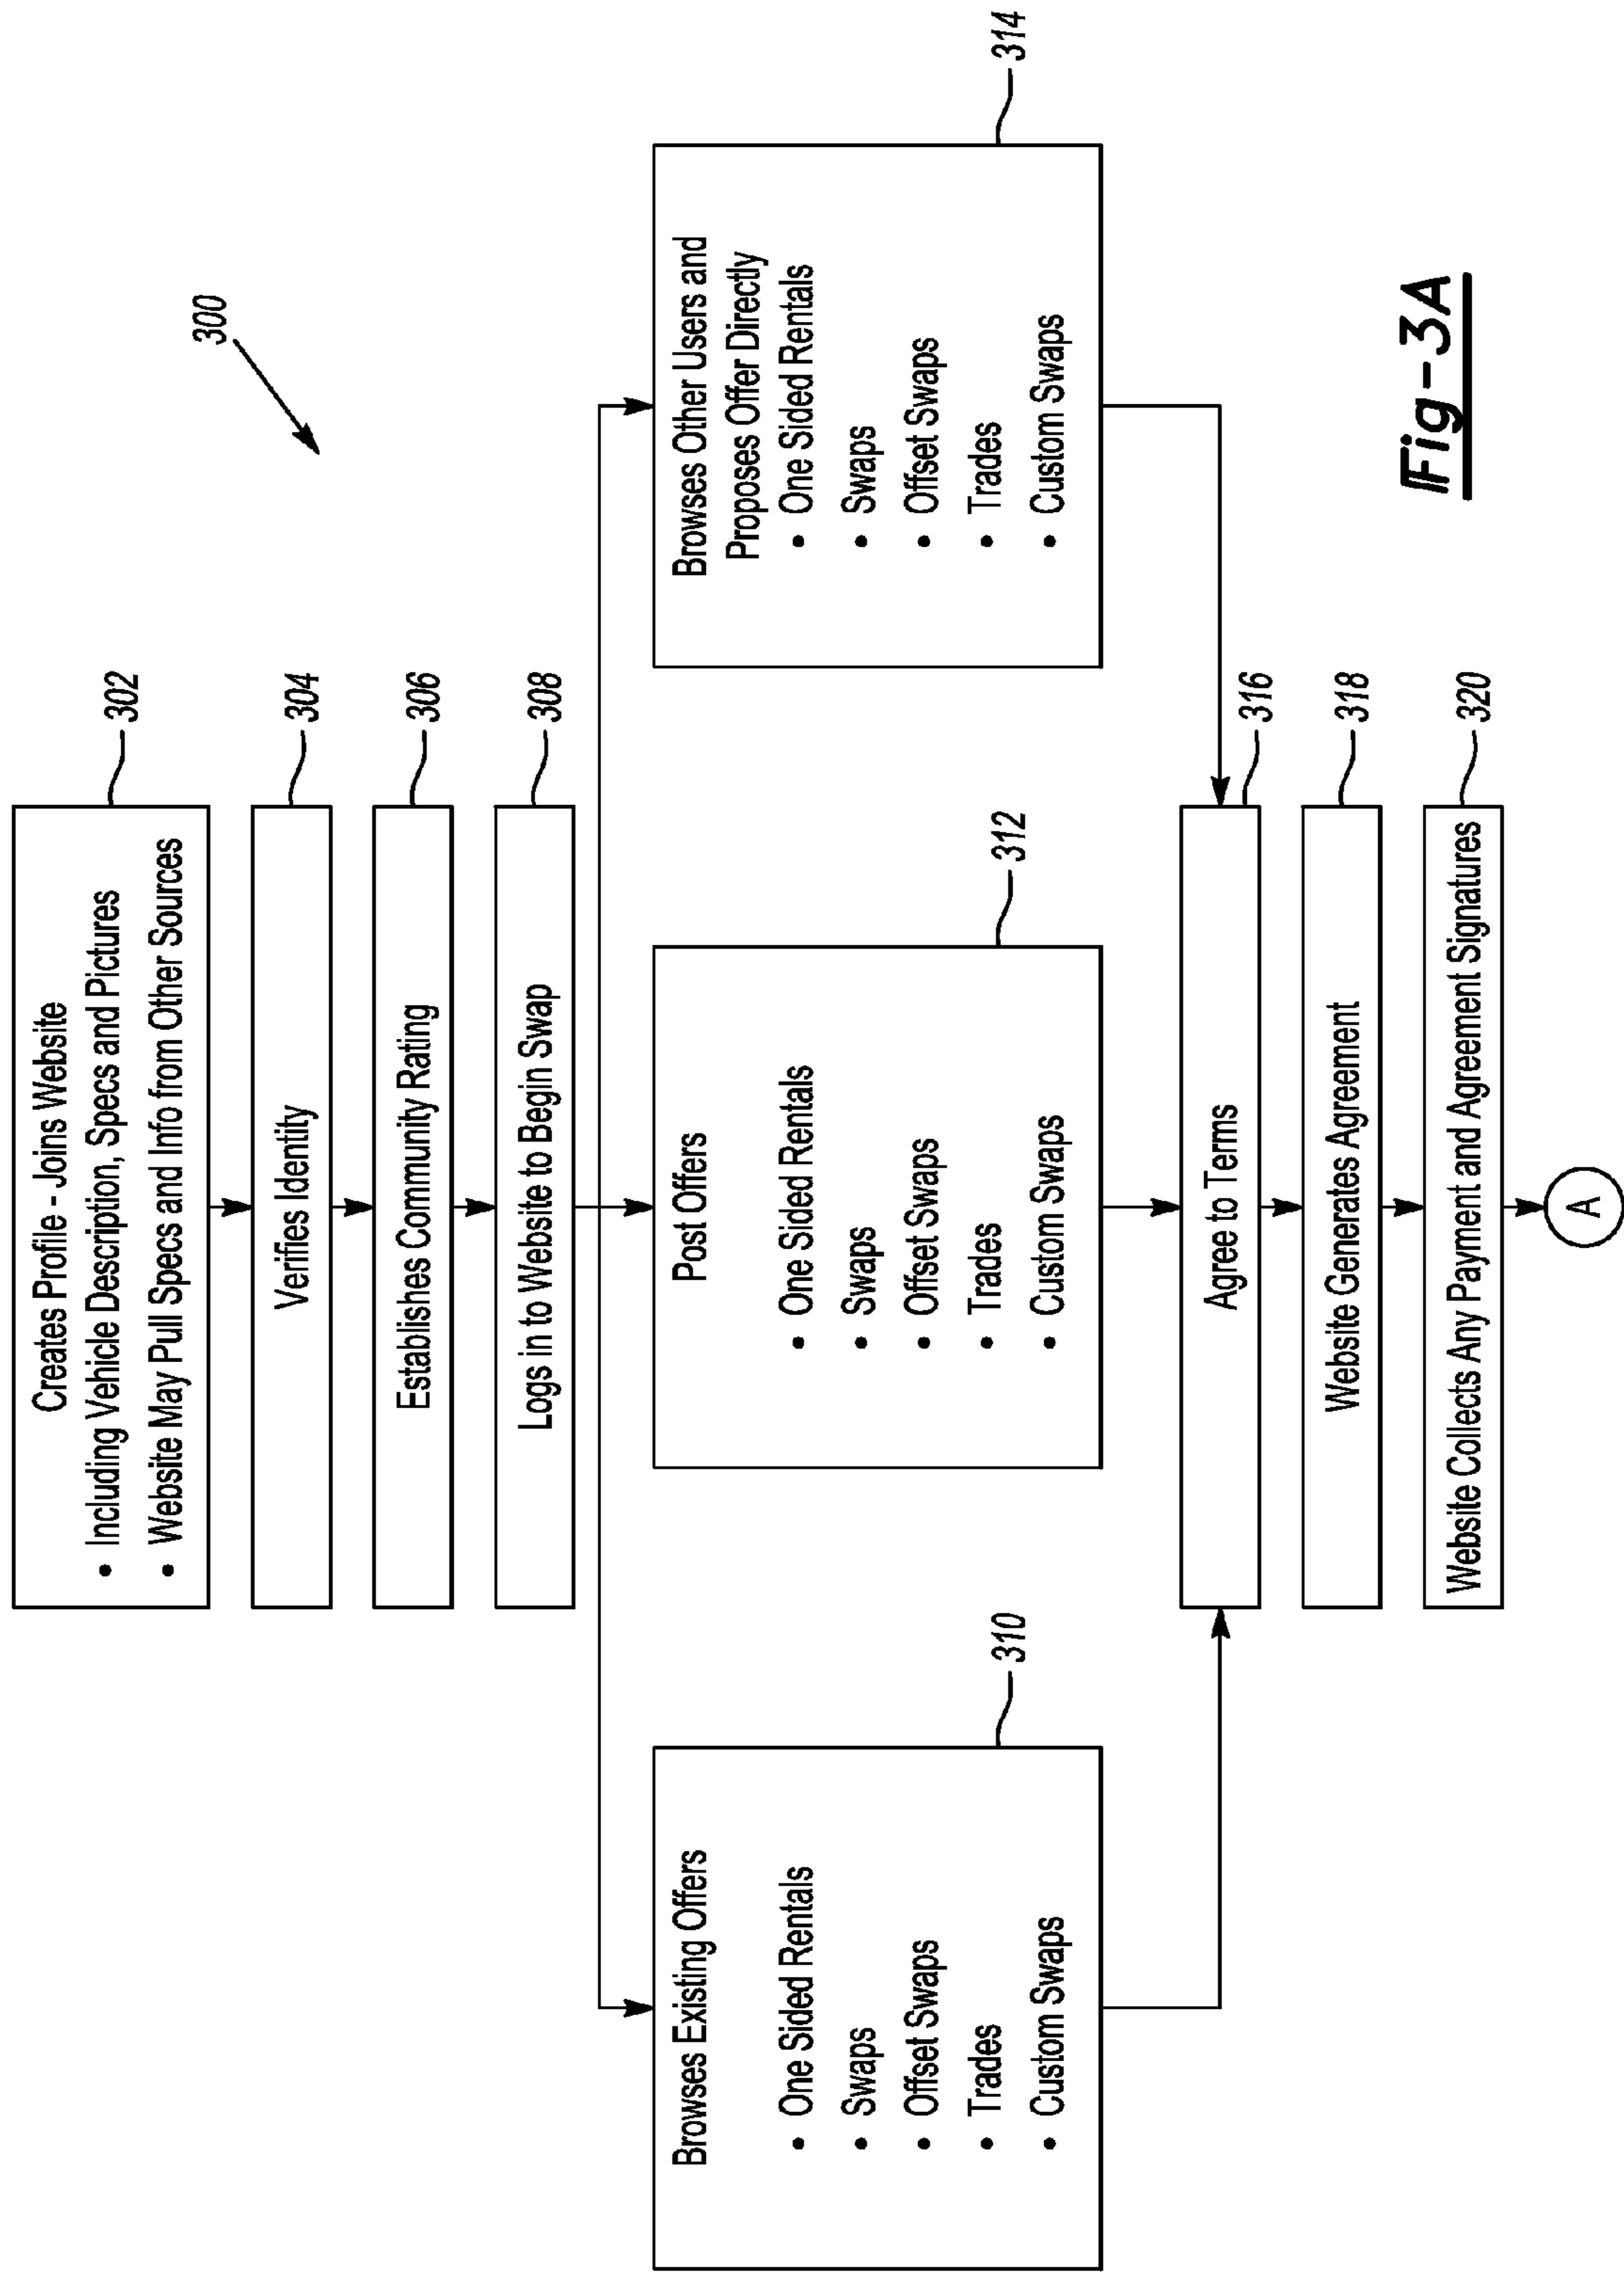 300
Creates Profile - Joins Website
• Including Vehicle Description, Specs and Pictures
• Website May Pull Specs and Info from Other Sources
302
Verifies Identity
304
Establishes Community Rating
306
Logs in to Website to Begin Swap
308
Browses Existing Offers
• One Sided Rentals
• Swaps
• Offset Swaps
• Trades
• Custom Swaps
310
Post Offers
• One Sided Rentals
• Swaps
• Offset Swaps
• Trades
• Custom Swaps
312
Browses Other Users and
Proposes Offer Directly
• One Sided Rentals
• Swaps
• Offset Swaps
• Trades
• Custom Swaps
314
Agree to Terms
316
Website Generates Agreement
318
Website Collects Any Payment and Agreement Signatures
320
A
Fig-3A